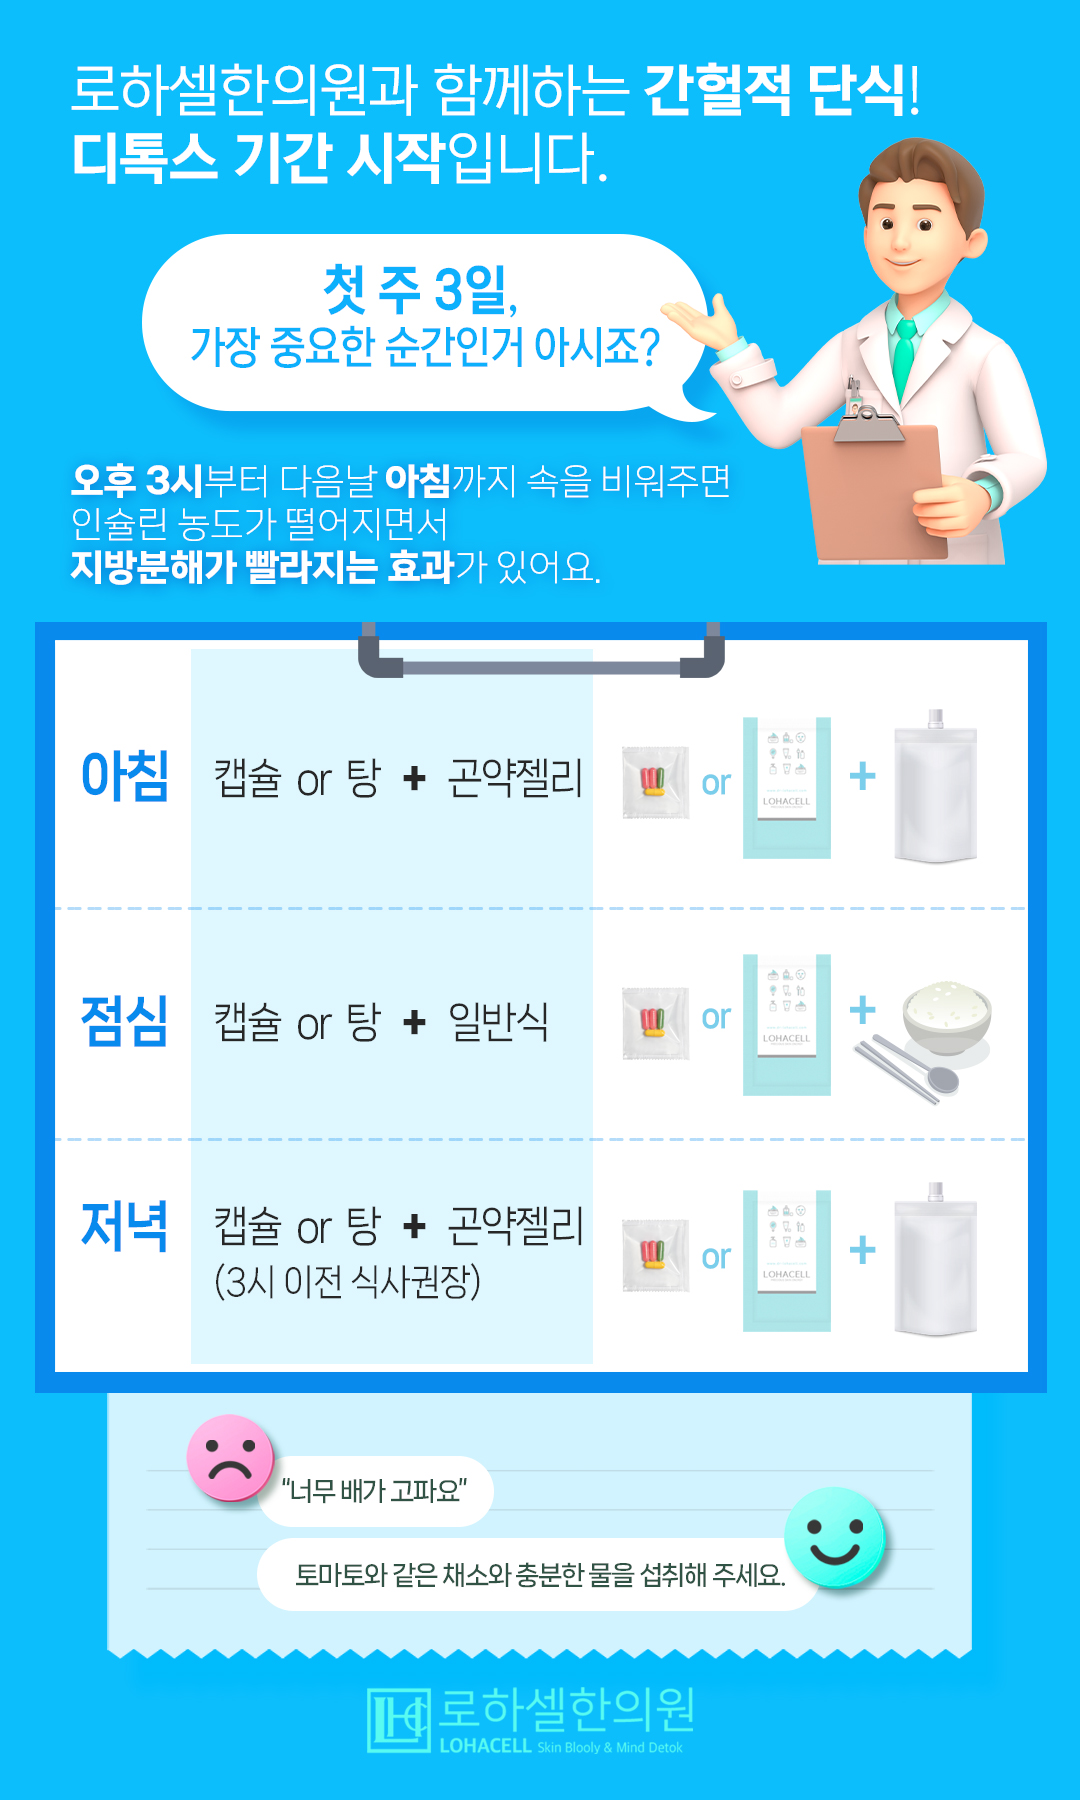 로하셀한의원과 함께하는 간헐적 단식!
디톡스 기간 시작입니다.
첫 주 3일,
가장 중요한 순간인거 아시죠?
오후 3시부터 다음날 아침까지 속을 비워주면
인슐린 농도가 떨어지면서
지방분해가 빨라지는 효과가 있어요.
아침
캡슐 or 탕 + 곤약젤리
or
LOHACELL
+
점심
캡슐 or 탕 + 일반식
or
LOHACELL
+
저녁
캡슐 or 탕 + 곤약젤리
(3시 이전 식사권장)
or
LOHACELL
+
“너무 배가 고파요”
토마토와 같은 채소와 충분한 물을 섭취해 주세요.
LHC 로하셀한의원
LOHACELL Skin Blooly & Mind Detok